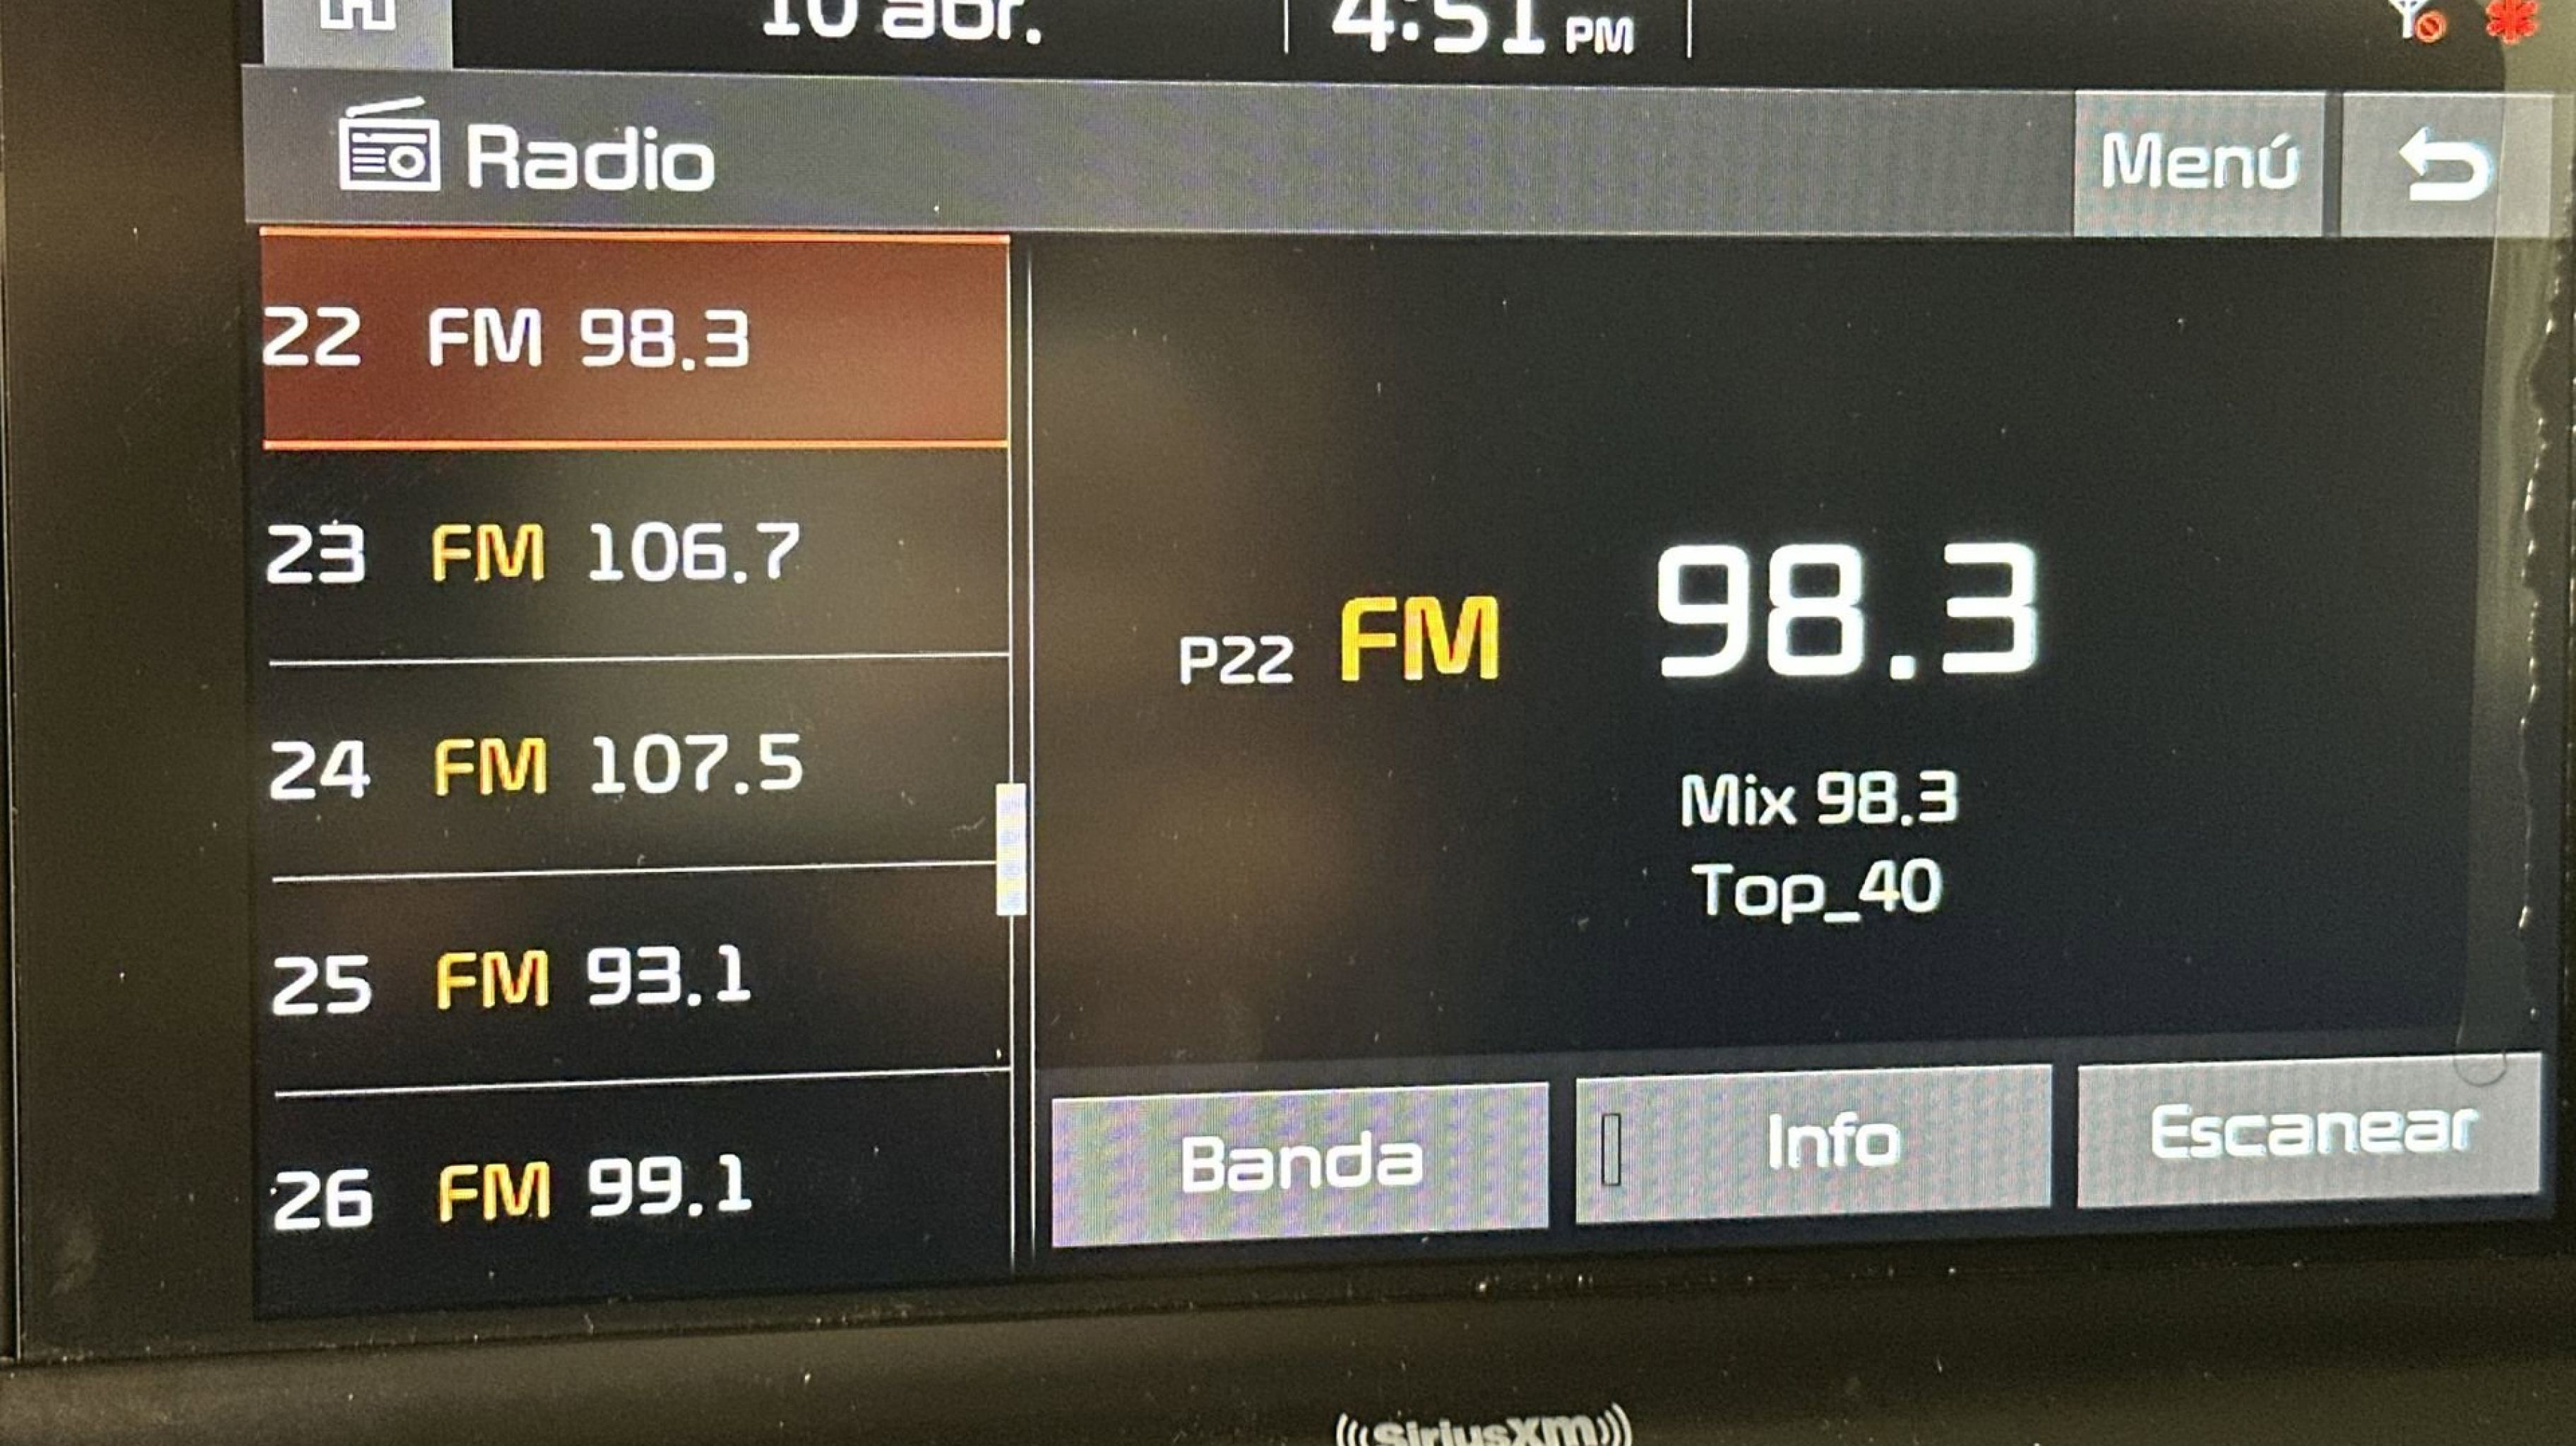 10 abr.
4:51 PM
Radio
Menú
22 FM 98.3
23 FM 106.7
24 FM 107.5
25 FM 93.1
26 FM 99.1
P22 FM 98.3
Mix 98.3
Top_40
Banda
Info
Escanear
SiriusXM